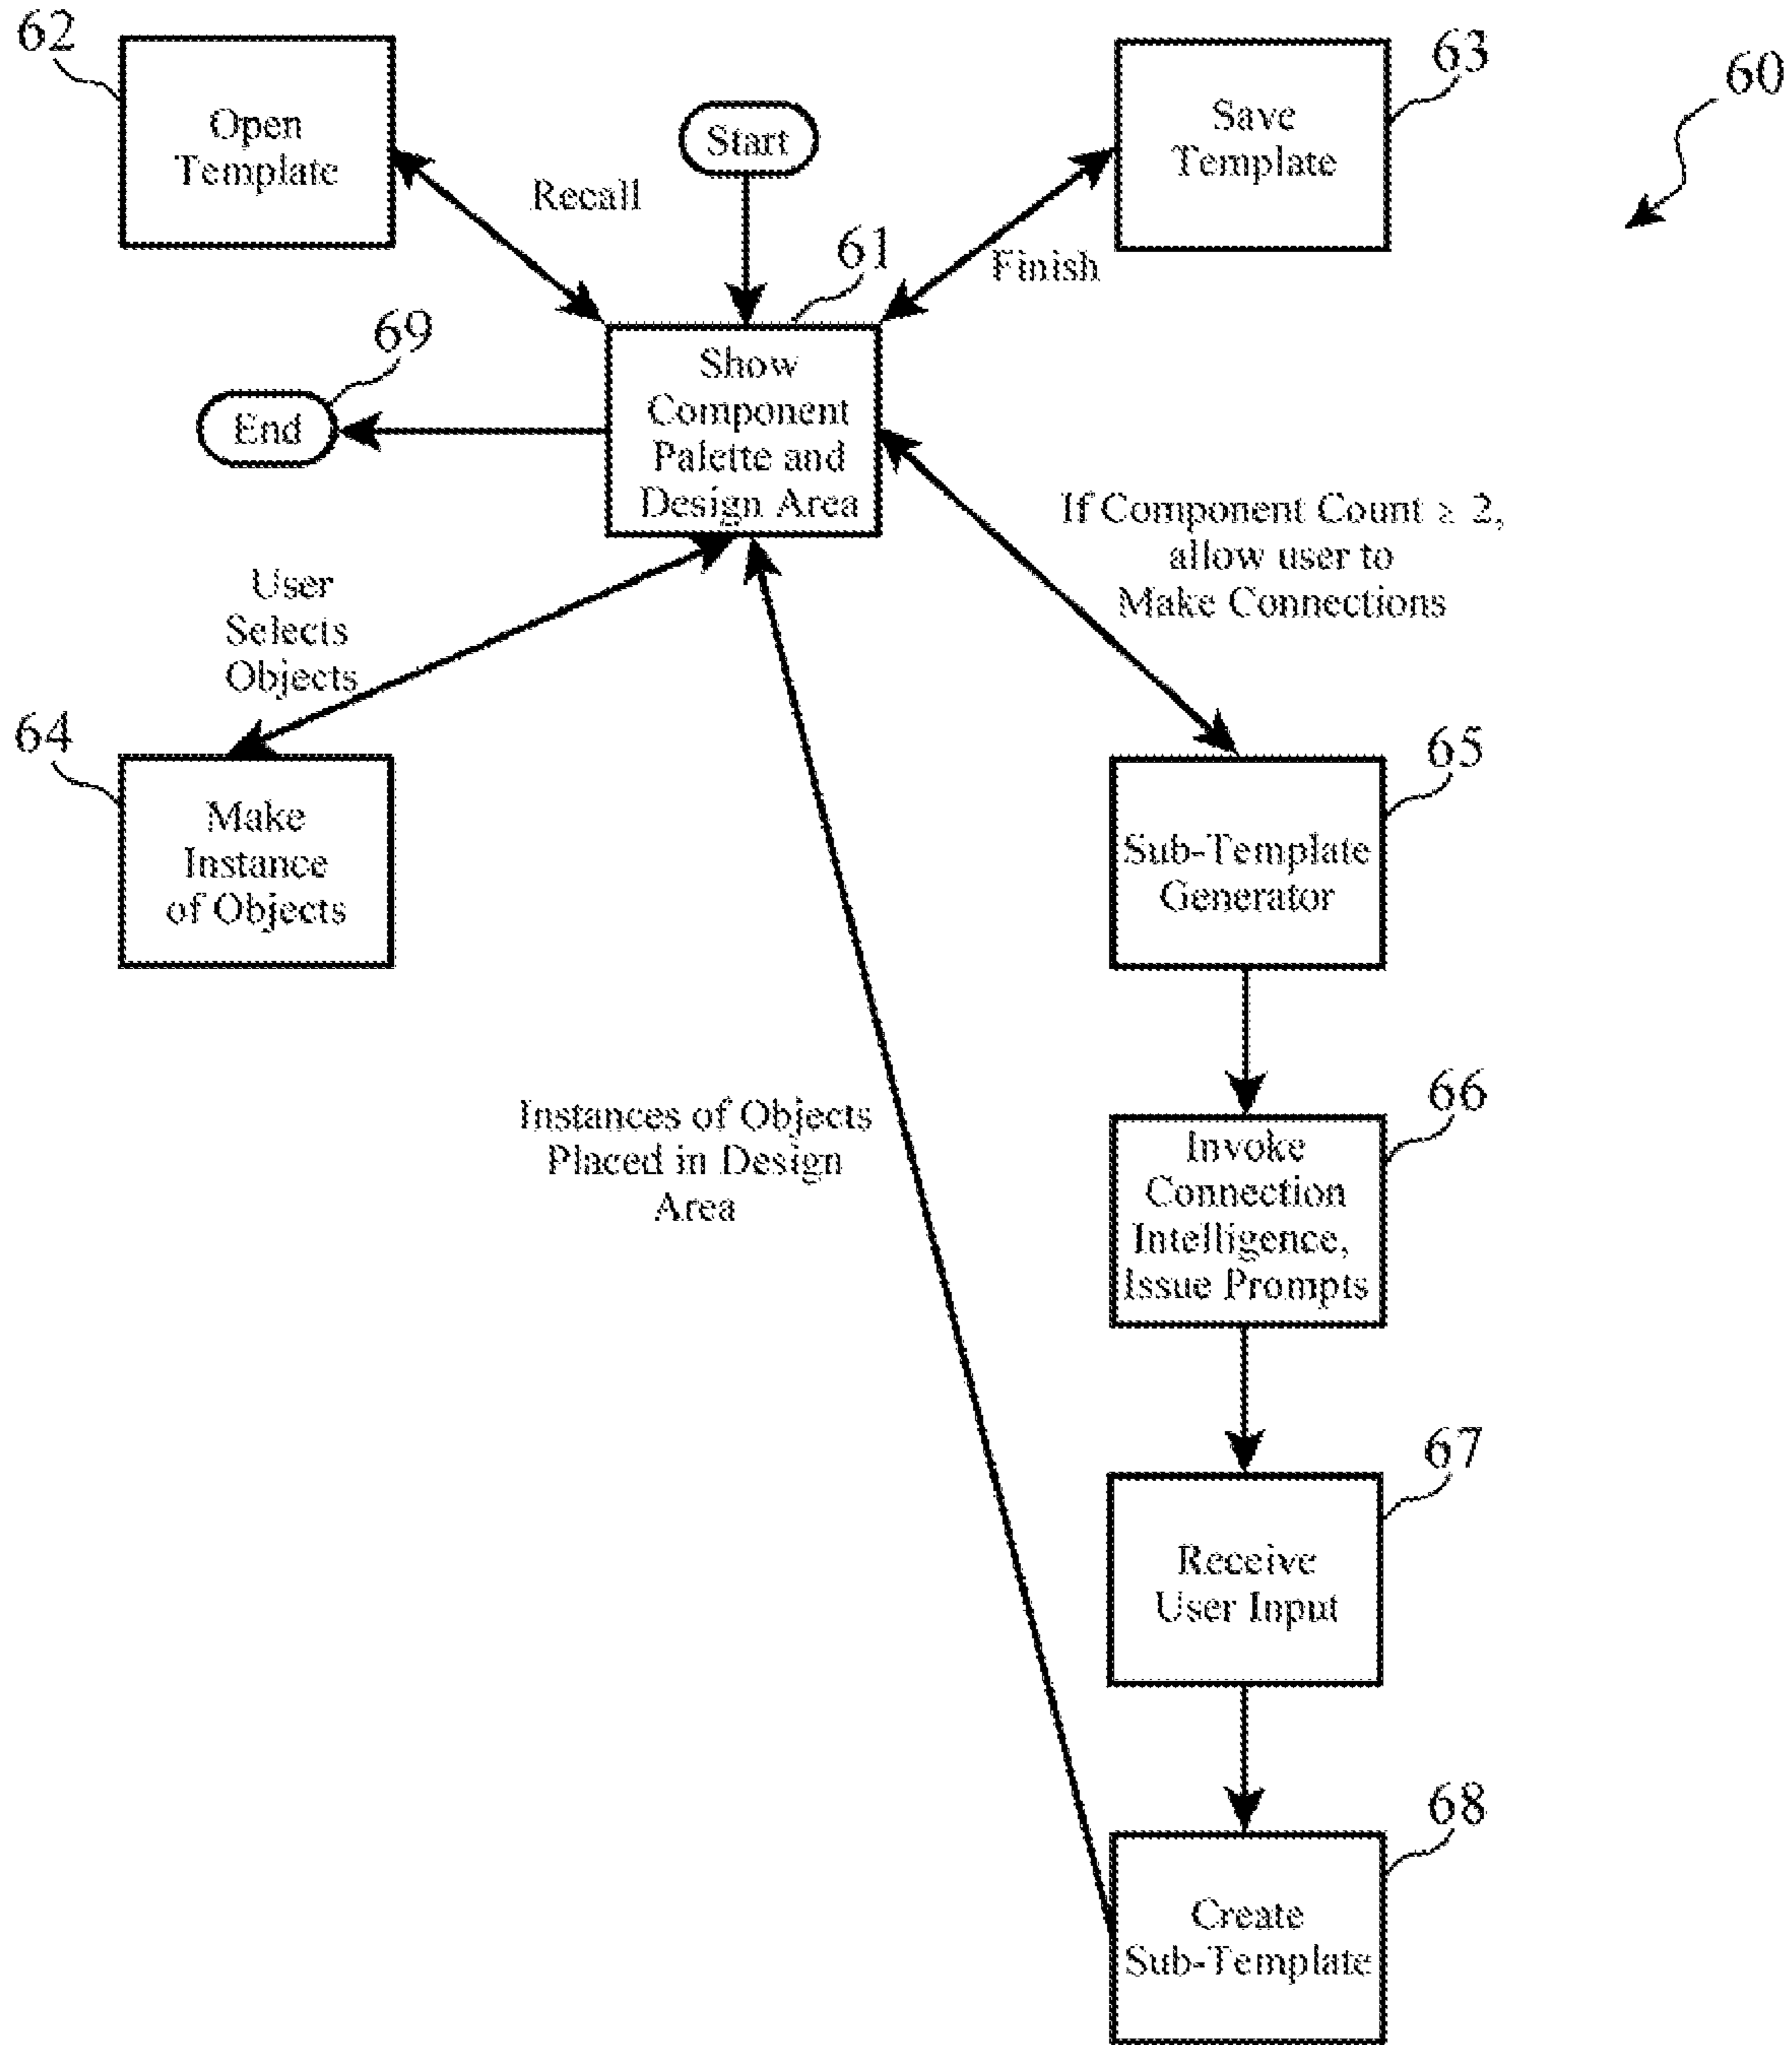 62
Open
Template
Start
63
Save
Template
60
Recall
61
Finish
69
End
Show
Component
Palette and
Design Area
If Component Count ≥ 2,
allow user to
Make Connections
User
Selects
Objects
64
Make
Instance
of Objects
65
Sub-Template
Generator
Instances of Objects
Placed in Design
Area
66
Invoke
Connection
Intelligence,
Issue Prompts
67
Receive
User Input
68
Create
Sub-Template